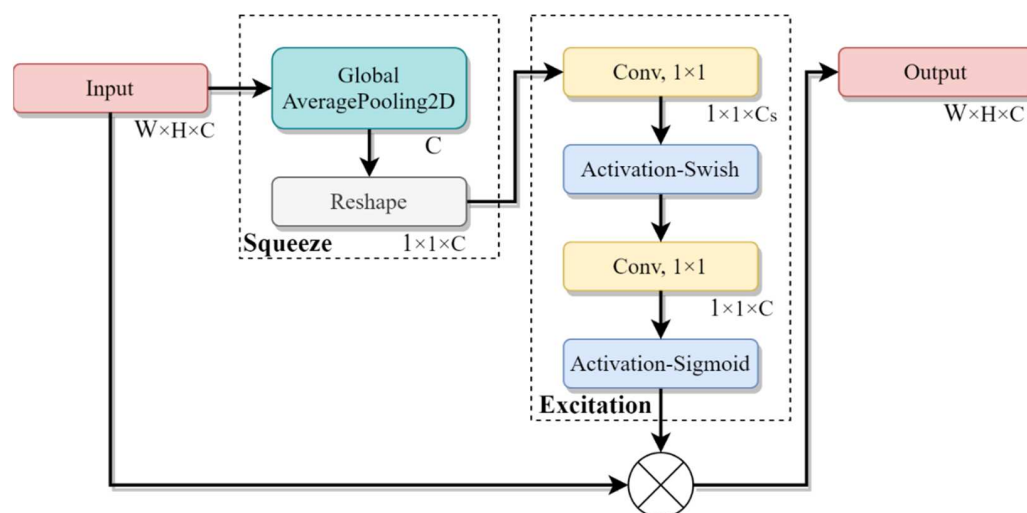 Input
W×H×C
Global
AveragePooling2D
C
Reshape
1×1×C
Squeeze
Conv, 1×1
1×1×Cs
Activation-Swish
Conv, 1×1
1×1×C
Activation-Sigmoid
Excitation
Output
W×H×C